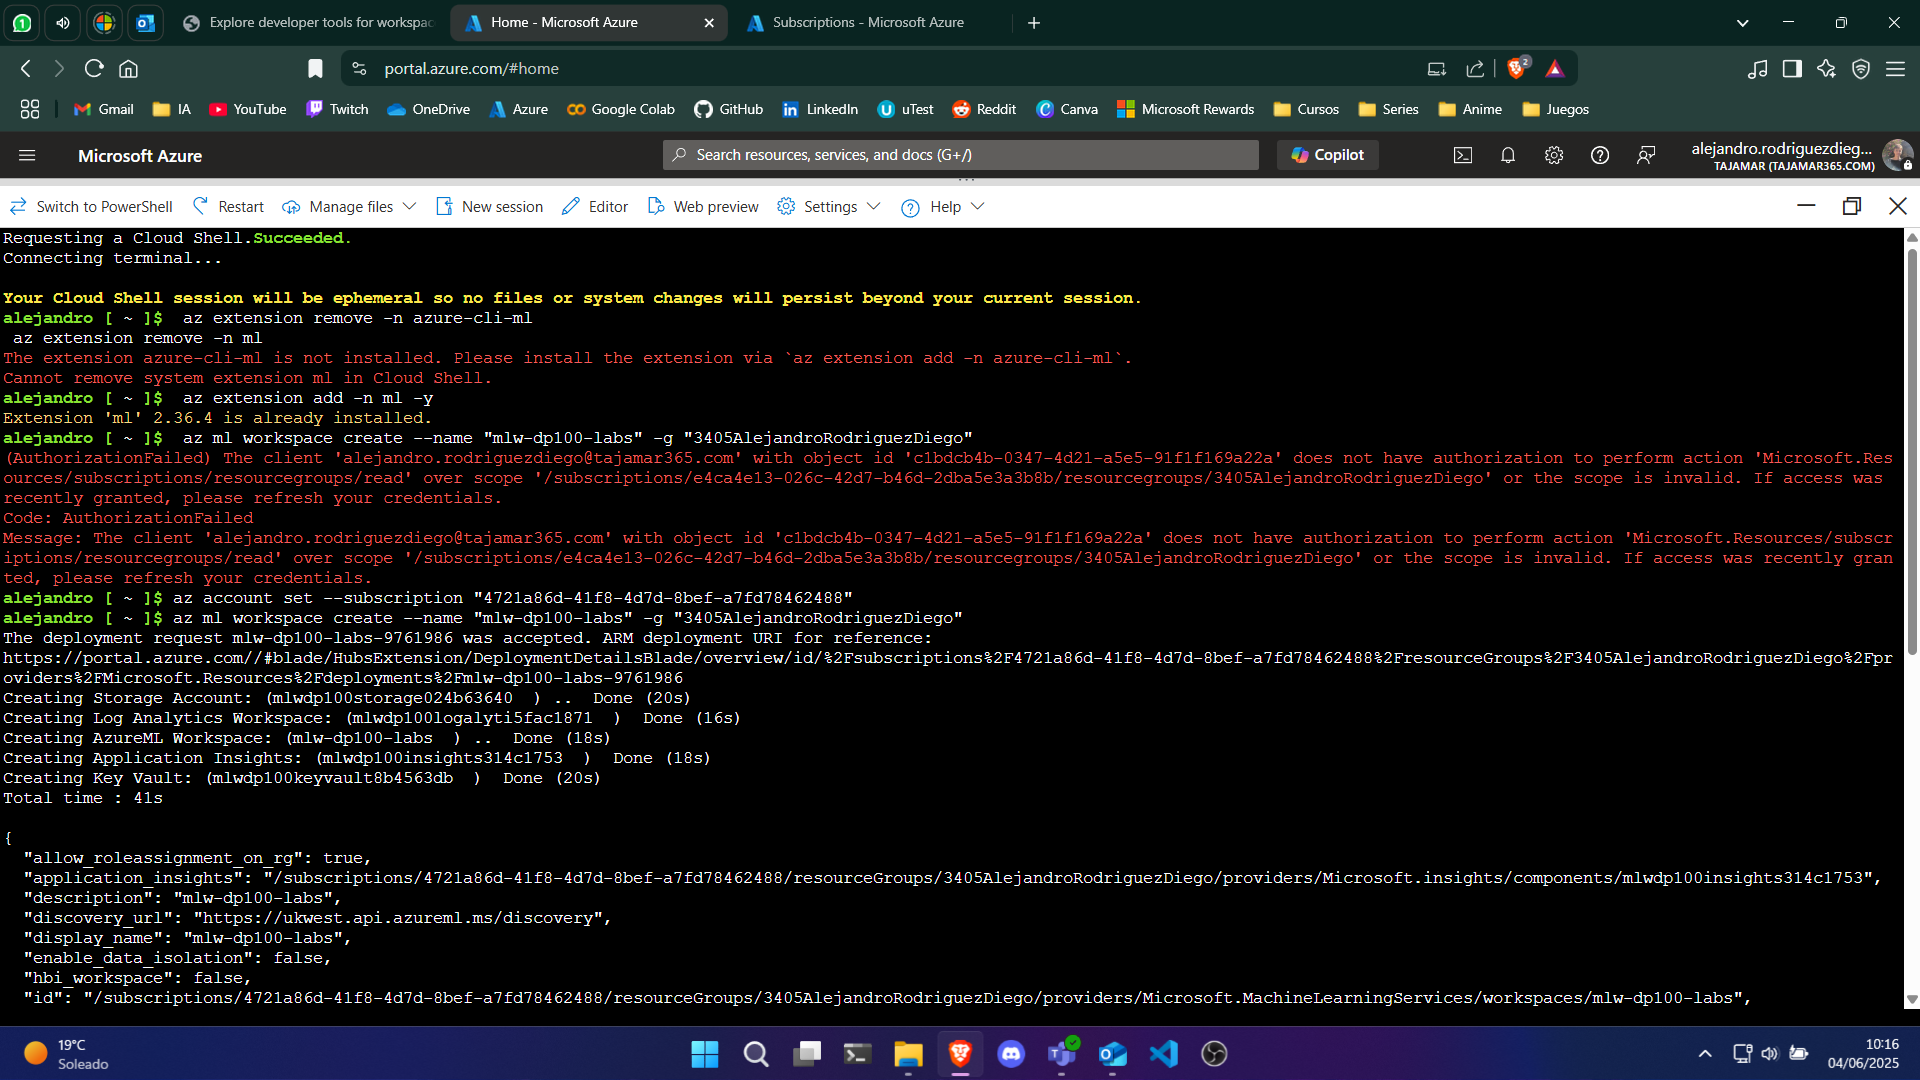 Explore developer tools for workspac
Home - Microsoft Azure
Subscriptions - Microsoft Azure
portal.azure.com/#home
2
Gmail
IA
YouTube
Twitch
OneDrive
Azure
Google Colab
GitHub
LinkedIn
uTest
Reddit
Canva
Microsoft Rewards
Cursos
Series
Anime
Juegos
Microsoft Azure
Search resources, services, and docs (G+/)
Copilot
alejandro.rodriguezdieg...
TAJAMAR (TAJAMAR365.COM)
Switch to PowerShell
Restart
Manage files
New session
Editor
Web preview
Settings
Help
Requesting a Cloud Shell.Succeeded.
Connecting terminal...
Your Cloud Shell session will be ephemeral so no files or system changes will persist beyond your current session.
alejandro [ ~ ]$  az extension remove -n azure-cli-ml
 az extension remove -n ml
The extension azure-cli-ml is not installed. Please install the extension via `az extension add -n azure-cli-ml`.
Cannot remove system extension ml in Cloud Shell.
alejandro [ ~ ]$  az extension add -n ml -y
Extension 'ml' 2.36.4 is already installed.
alejandro [ ~ ]$  az ml workspace create --name "mlw-dp100-labs" -g "3405AlejandroRodriguezDiego"
(AuthorizationFailed) The client 'alejandro.rodriguezdiego@tajamar365.com' with object id 'c1bdcb4b-0347-4d21-a5e5-91f1f169a22a' does not have authorization to perform action 'Microsoft.Res
ources/subscriptions/resourcegroups/read' over scope '/subscriptions/e4ca4e13-026c-42d7-b46d-2dba5e3a3b8b/resourcegroups/3405AlejandroRodriguezDiego' or the scope is invalid. If access was
recently granted, please refresh your credentials.
Code: AuthorizationFailed
Message: The client 'alejandro.rodriguezdiego@tajamar365.com' with object id 'c1bdcb4b-0347-4d21-a5e5-91f1f169a22a' does not have authorization to perform action 'Microsoft.Resources/subscr
iptions/resourcegroups/read' over scope '/subscriptions/e4ca4e13-026c-42d7-b46d-2dba5e3a3b8b/resourcegroups/3405AlejandroRodriguezDiego' or the scope is invalid. If access was recently gran
ted, please refresh your credentials.
alejandro [ ~ ]$ az account set --subscription "4721a86d-41f8-4d7d-8bef-a7fd78462488"
alejandro [ ~ ]$ az ml workspace create --name "mlw-dp100-labs" -g "3405AlejandroRodriguezDiego"
The deployment request mlw-dp100-labs-9761986 was accepted. ARM deployment URI for reference:
https://portal.azure.com//#blade/HubsExtension/DeploymentDetailsBlade/overview/id/%2Fsubscriptions%2F4721a86d-41f8-4d7d-8bef-a7fd78462488%2FresourceGroups%2F3405AlejandroRodriguezDiego%2Fpr
oviders%2FMicrosoft.Resources%2Fdeployments%2Fmlw-dp100-labs-9761986
Creating Storage Account: (mlwdp100storage024b63640  ) ..  Done (20s)
Creating Log Analytics Workspace: (mlwdp100logalyti5fac1871  )  Done (16s)
Creating AzureML Workspace: (mlw-dp100-labs  ) ..  Done (18s)
Creating Application Insights: (mlwdp100insights314c1753  )  Done (18s)
Creating Key Vault: (mlwdp100keyvault8b4563db  )  Done (20s)
Total time : 41s
{
  "allow_roleassignment_on_rg": true,
  "application_insights": "/subscriptions/4721a86d-41f8-4d7d-8bef-a7fd78462488/resourceGroups/3405AlejandroRodriguezDiego/providers/Microsoft.insights/components/mlwdp100insights314c1753",
  "description": "mlw-dp100-labs",
  "discovery_url": "https://ukwest.api.azureml.ms/discovery",
  "display_name": "mlw-dp100-labs",
  "enable_data_isolation": false,
  "hbi_workspace": false,
  "id": "/subscriptions/4721a86d-41f8-4d7d-8bef-a7fd78462488/resourceGroups/3405AlejandroRodriguezDiego/providers/Microsoft.MachineLearningServices/workspaces/mlw-dp100-labs",
19°C
Soleado
10:16
04/06/2025